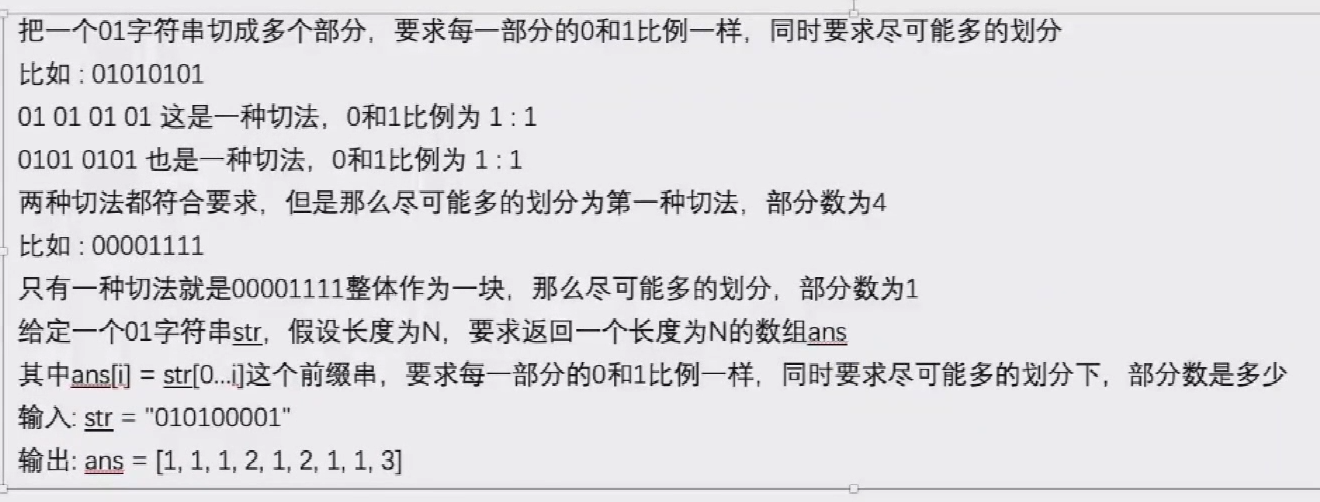 把一个01字符串切成多个部分，要求每一部分的0和1比例一样，同时要求尽可能多的划分
比如 : 01010101
01 01 01 01 这是一种切法，0和1比例为 1 : 1
0101 0101 也是一种切法，0和1比例为 1 : 1
两种切法都符合要求，但是那么尽可能多的划分为第一种切法，部分数为4
比如 : 00001111
只有一种切法就是00001111整体作为一块，那么尽可能多的划分，部分数为1
给定一个01字符串str，假设长度为N，要求返回一个长度为N的数组ans
其中ans[i] = str[0...i]这个前缀串，要求每一部分的0和1比例一样，同时要求尽可能多的划分下，部分数是多少
输入: str = "010100001"
输出: ans = [1, 1, 1, 2, 1, 2, 1, 1, 3]